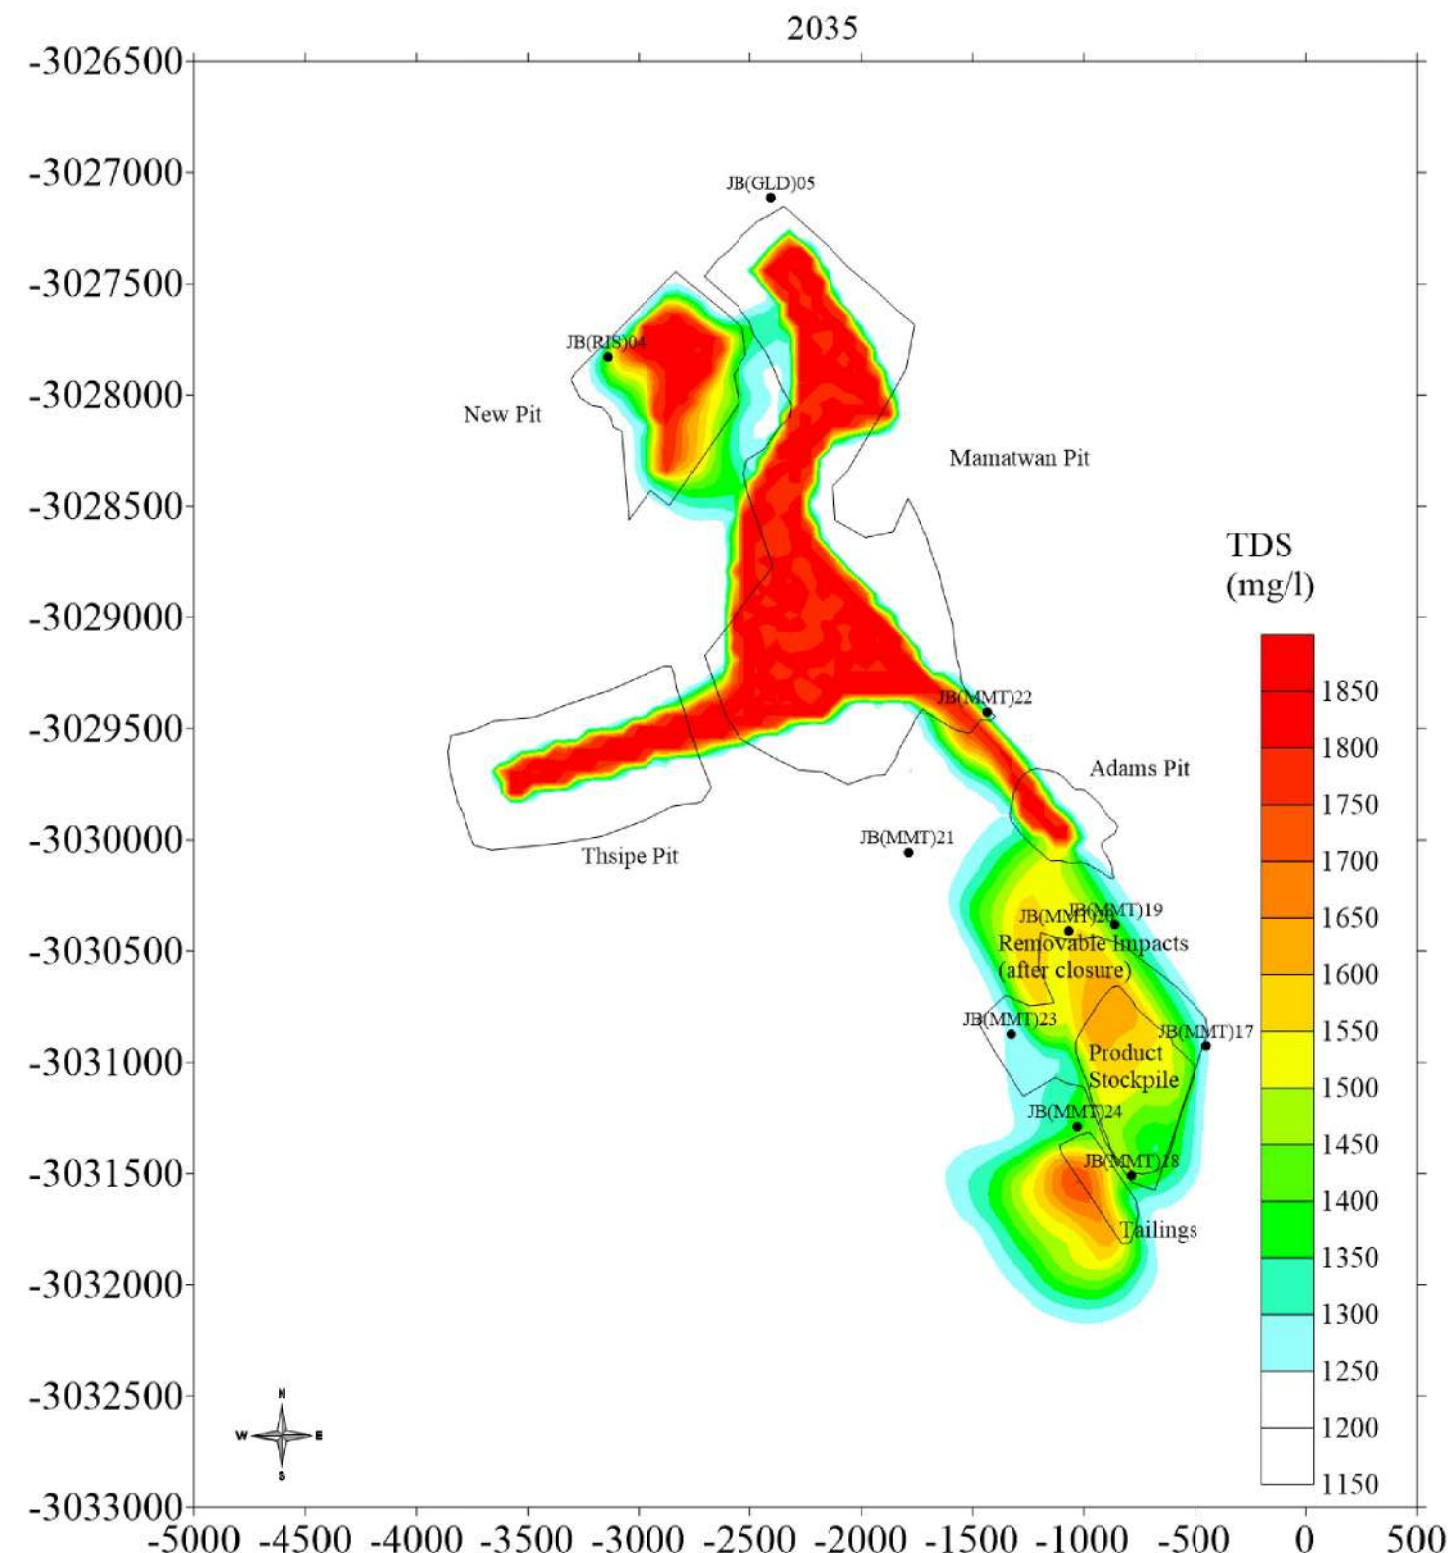 2035
-3026500
-3027000
JB(GLD)05
-3027500
JB(RIS)04
-3028000
New Pit
Mamatwan Pit
-3028500
TDS
(mg/l)
-3029000
1850
JB(MMT)22
-3029500
1800
Adams Pit
1750
-3030000
JB(MMT)21
Thsipe Pit
1700
JB(MMT)19
1650
-3030500
Removable Impacts
(after closure)
1600
JB(MMT)23
JB(MMT)17
1550
-3031000
Product
Stockpile
1500
JB(MMT)24
1450
JB(MMT)18
-3031500
1400
Tailings
1350
-3032000
1300
1250
-3032500
N
W E
S
1200
1150
-3033000
-5000 -4500 -4000 -3500 -3000 -2500 -2000 -1500 -1000 -500 0 500